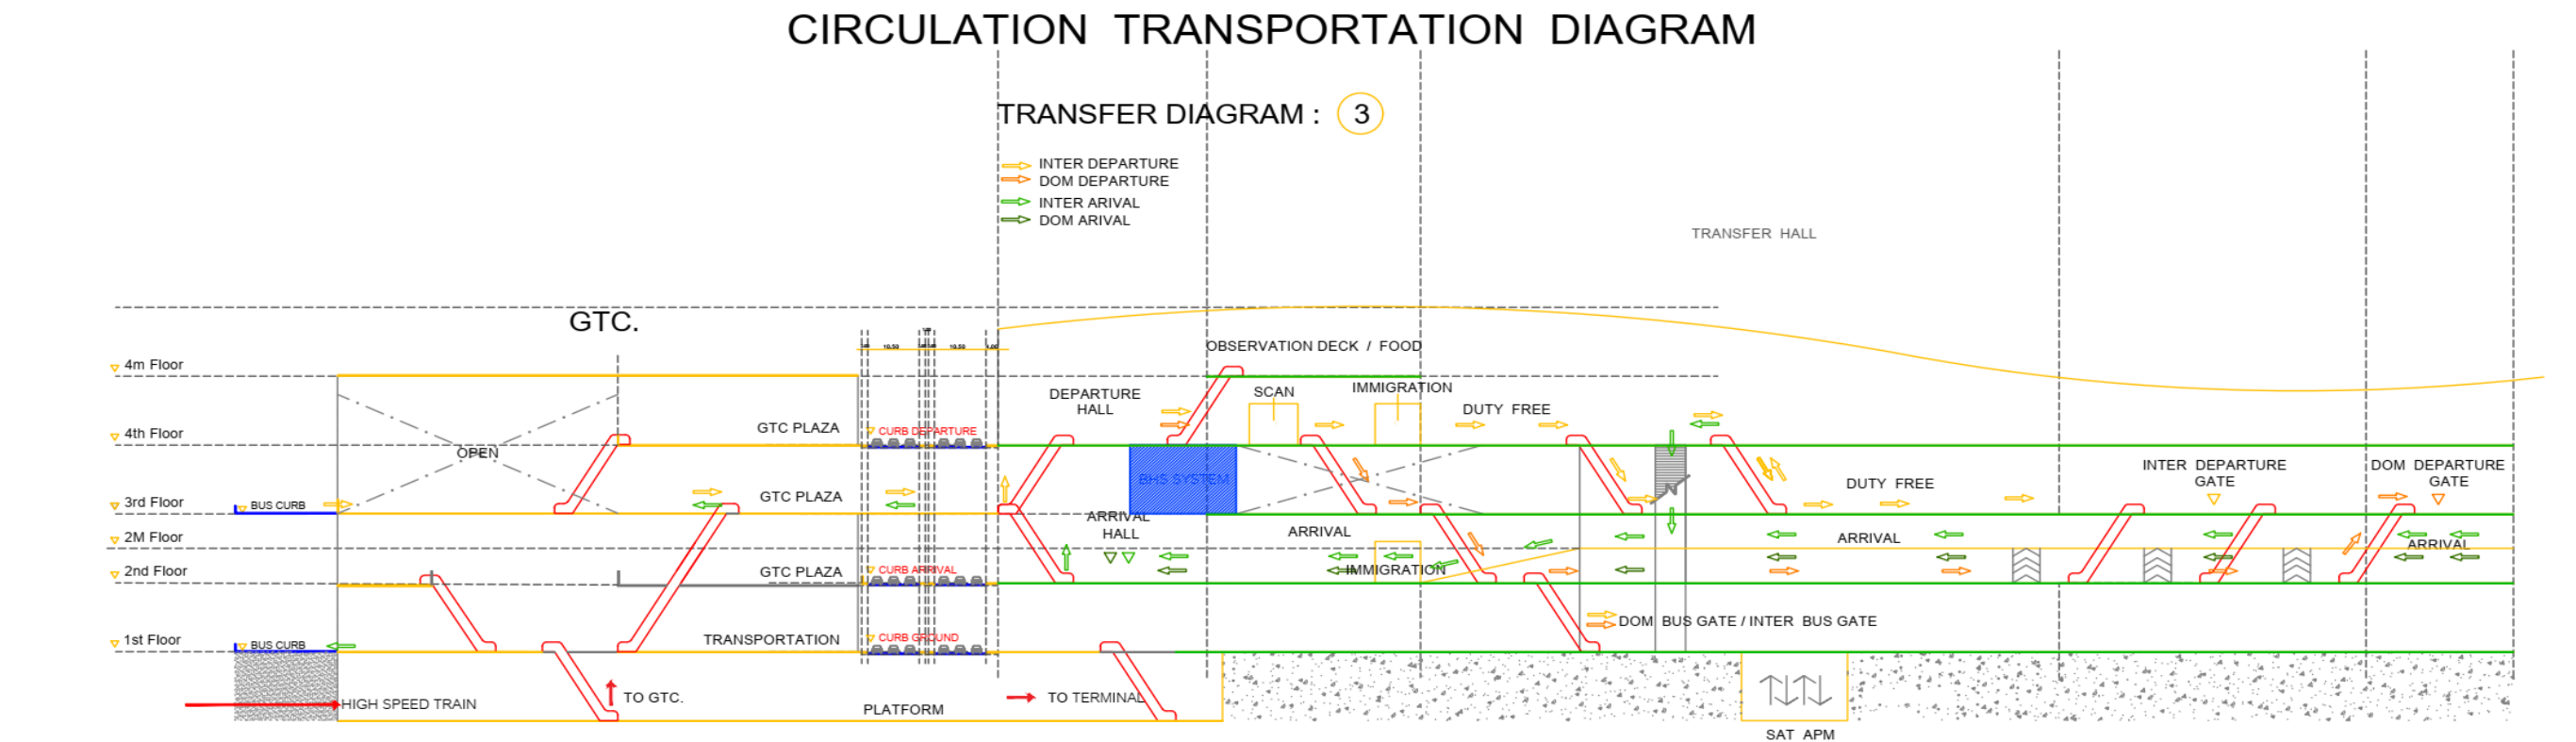 CIRCULATION TRANSPORTATION DIAGRAM
TRANSFER DIAGRAM : 3
INTER DEPARTURE
DOM DEPARTURE
INTER ARIVAL
DOM ARIVAL
TRANSFER HALL
GTC.
10.50
10.50
OBSERVATION DECK / FOOD
4m Floor
DEPARTURE
HALL
SCAN
IMMIGRATION
DUTY FREE
4th Floor
GTC PLAZA
CURB DEPARTURE
OPEN
BHS SYSTEM
INTER DEPARTURE
GATE
DOM DEPARTURE
GATE
DUTY FREE
3rd Floor
BUS CURB
GTC PLAZA
ARRIVAL
HALL
ARRIVAL
ARRIVAL
ARRIVAL
2M Floor
2nd Floor
GTC PLAZA
CURB ARRIVAL
IMMIGRATION
DOM BUS GATE / INTER BUS GATE
1st Floor
BUS CURB
TRANSPORTATION
CURB GROUND
HIGH SPEED TRAIN
TO GTC.
PLATFORM
TO TERMINAL
SAT APM